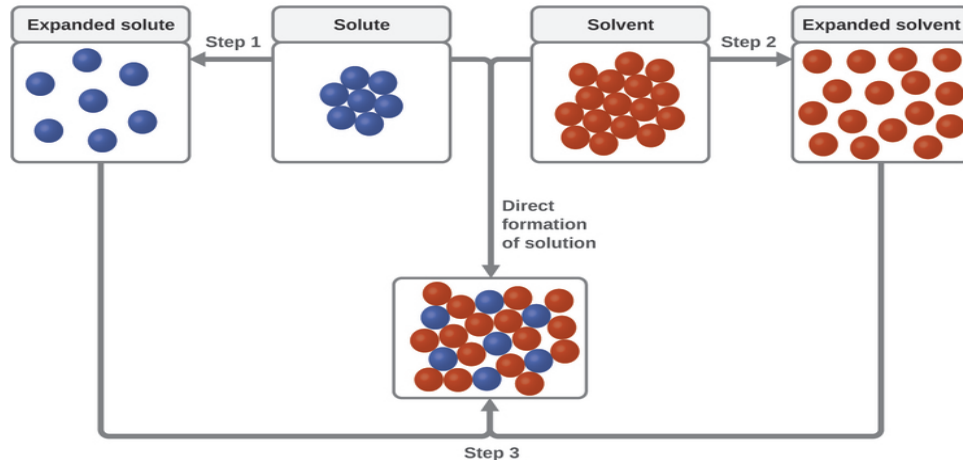 Expanded solute
Step 1
Solute
Solvent
Step 2
Expanded solvent
Direct
formation
of solution
Step 3